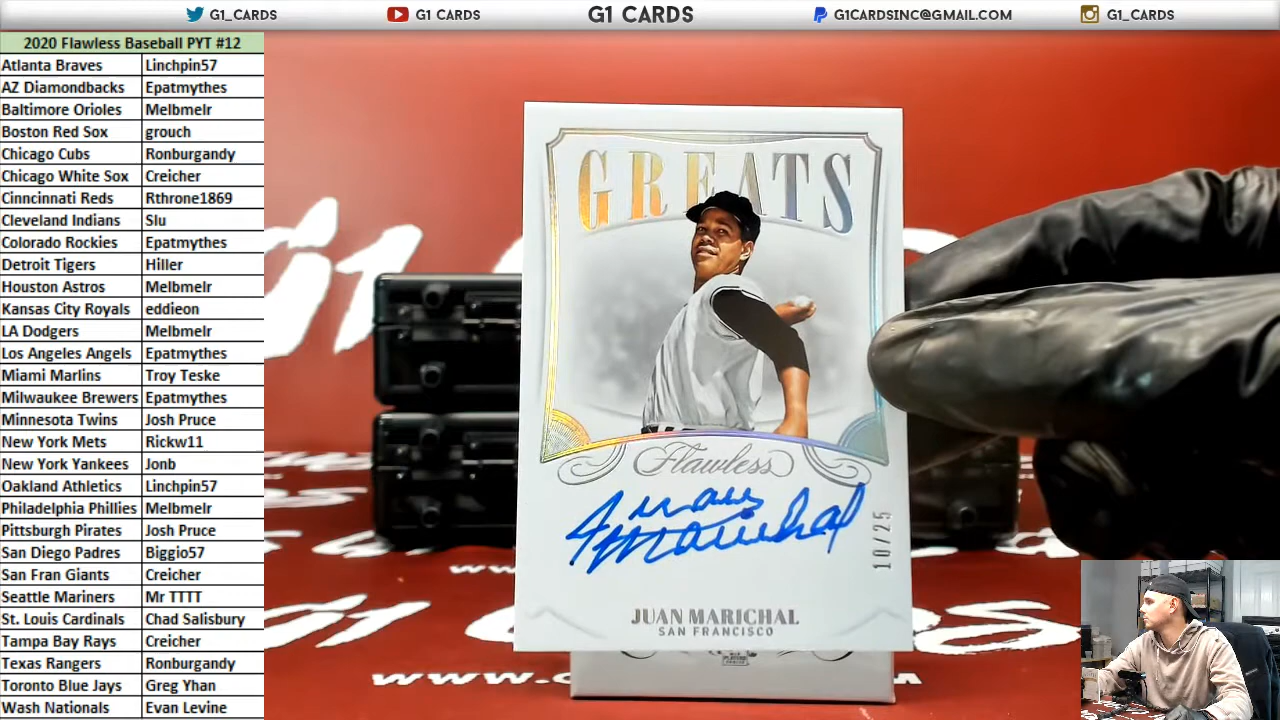 G1_CARDS
G1 CARDS
G1 CARDS
G1CARDSINC@GMAIL.COM
G1_CARDS
2020 Flawless Baseball PYT #12
Atlanta Braves Linchpin57
AZ Diamondbacks Epatmythes
Baltimore Orioles Melbmelr
Boston Red Sox grouch
Chicago Cubs Ronburgandy
Chicago White Sox Creicher
Cinncinnati Reds Rthrone1869
Cleveland Indians Slu
Colorado Rockies Epatmythes
Detroit Tigers Hiller
Houston Astros Melbmelr
Kansas City Royals eddieon
LA Dodgers Melbmelr
Los Angeles Angels Epatmythes
Miami Marlins Troy Teske
Milwaukee Brewers Epatmythes
Minnesota Twins Josh Pruce
New York Mets Rickw11
New York Yankees Jonb
Oakland Athletics Linchpin57
Philadelphia Phillies Melbmelr
Pittsburgh Pirates Josh Pruce
San Diego Padres Biggio57
San Fran Giants Creicher
Seattle Mariners Mr TTTT
St. Louis Cardinals Chad Salisbury
Tampa Bay Rays Creicher
Texas Rangers Ronburgandy
Toronto Blue Jays Greg Yhan
Wash Nationals Evan Levine
GREATS
Flawless
Juan
Marichal
10/25
JUAN MARICHAL
SAN FRANCISCO